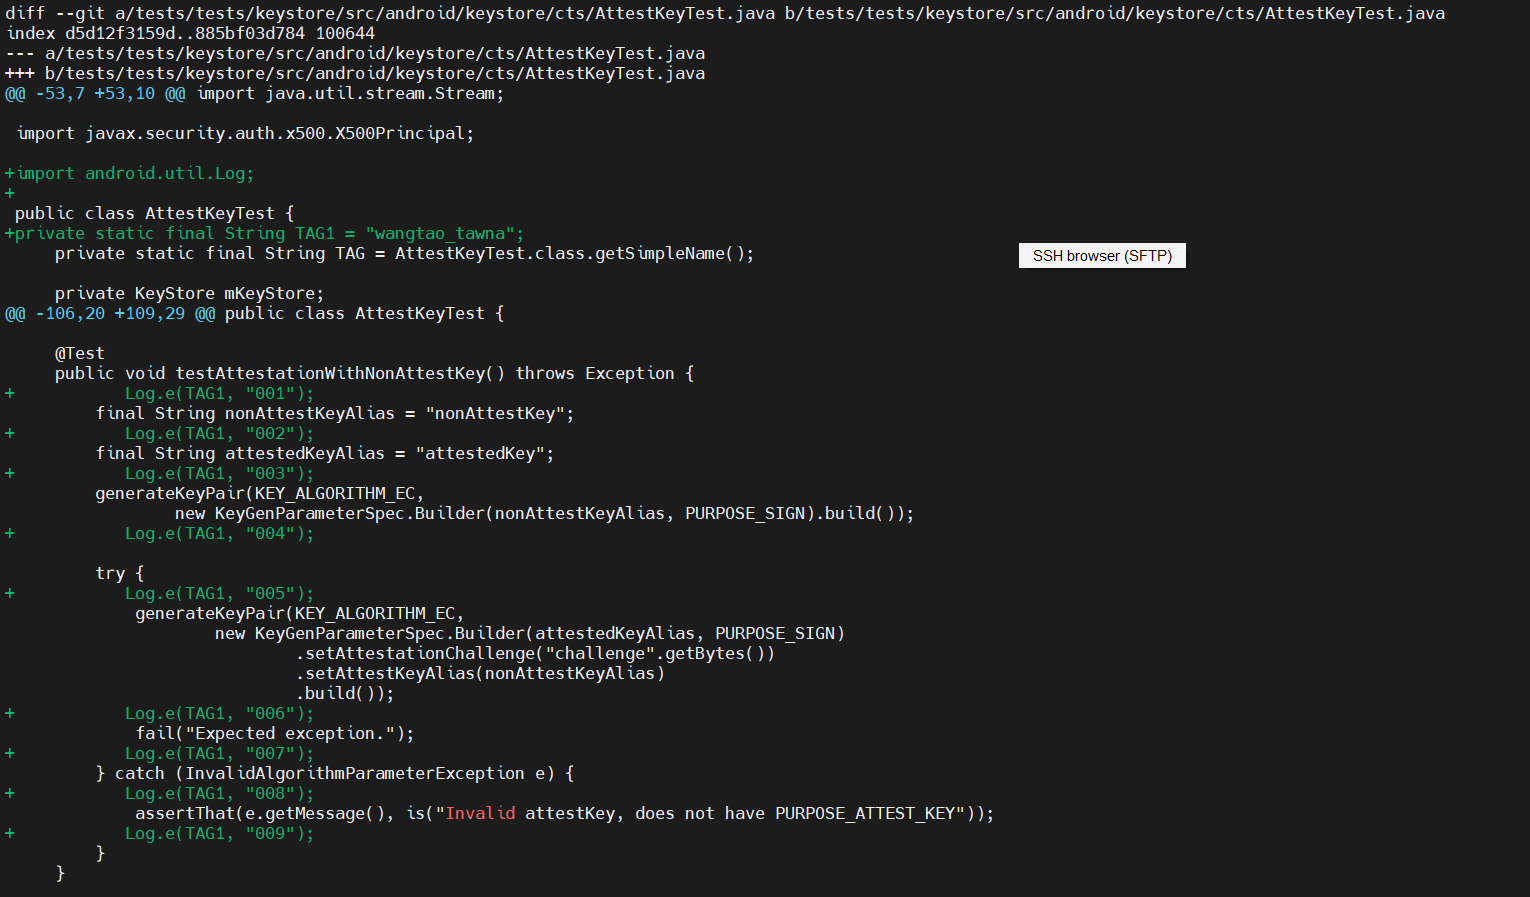 diff --git a/tests/tests/keystore/src/android/keystore/cts/AttestKeyTest.java b/tests/tests/keystore/src/android/keystore/cts/AttestKeyTest.java
index d5d12f3159d..885bf03d784 100644
--- a/tests/tests/keystore/src/android/keystore/cts/AttestKeyTest.java
+++ b/tests/tests/keystore/src/android/keystore/cts/AttestKeyTest.java
@@ -53,7 +53,10 @@ import java.util.stream.Stream;
 import javax.security.auth.x500.X500Principal;
+import android.util.Log;
+
 public class AttestKeyTest {
+private static final String TAG1 = "wangtao_tawna";
     private static final String TAG = AttestKeyTest.class.getSimpleName();
SSH browser (SFTP)
     private KeyStore mKeyStore;
@@ -106,20 +109,29 @@ public class AttestKeyTest {
     @Test
     public void testAttestationWithNonAttestKey() throws Exception {
+           Log.e(TAG1, "001");
         final String nonAttestKeyAlias = "nonAttestKey";
+           Log.e(TAG1, "002");
         final String attestedKeyAlias = "attestedKey";
+           Log.e(TAG1, "003");
         generateKeyPair(KEY_ALGORITHM_EC,
                 new KeyGenParameterSpec.Builder(nonAttestKeyAlias, PURPOSE_SIGN).build());
+           Log.e(TAG1, "004");
         try {
+           Log.e(TAG1, "005");
             generateKeyPair(KEY_ALGORITHM_EC,
                     new KeyGenParameterSpec.Builder(attestedKeyAlias, PURPOSE_SIGN)
                             .setAttestationChallenge("challenge".getBytes())
                             .setAttestKeyAlias(nonAttestKeyAlias)
                             .build());
+           Log.e(TAG1, "006");
             fail("Expected exception.");
+           Log.e(TAG1, "007");
         } catch (InvalidAlgorithmParameterException e) {
+           Log.e(TAG1, "008");
             assertThat(e.getMessage(), is("Invalid attestKey, does not have PURPOSE_ATTEST_KEY"));
+           Log.e(TAG1, "009");
         }
     }